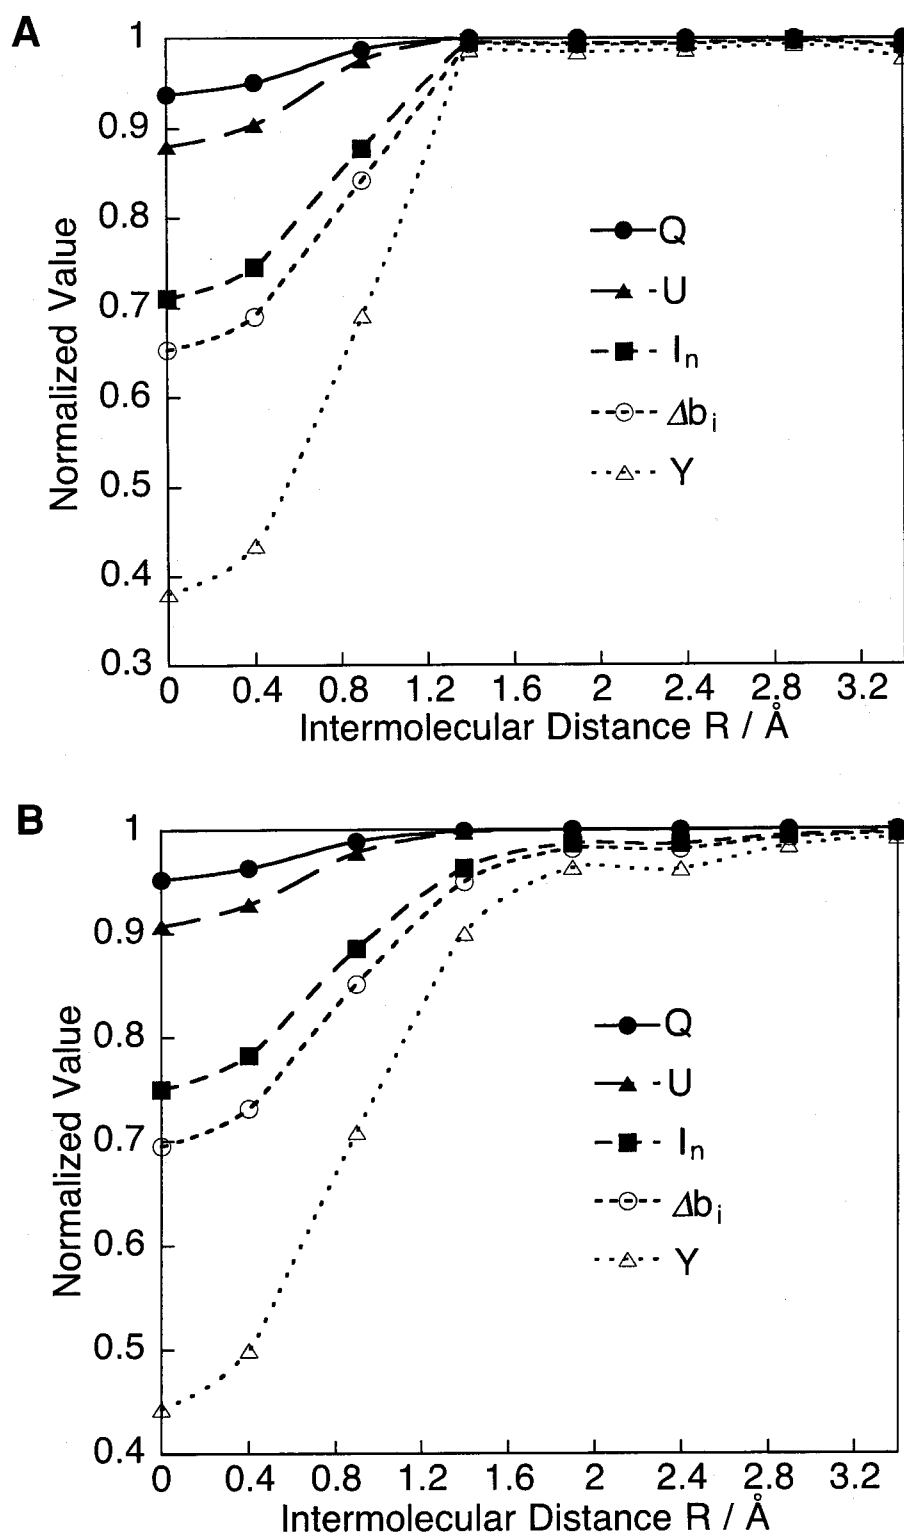 A
1
0.9
0.8
0.7
0.6
0.5
0.4
0.3
Normalized Value
Q
U
In
Δbi
Y
0 0.4 0.8 1.2 1.6 2 2.4 2.8 3.2
Intermolecular Distance R / Å
B
1
0.9
0.8
0.7
0.6
0.5
0.4
Normalized Value
Q
U
In
Δbi
Y
0 0.4 0.8 1.2 1.6 2 2.4 2.8 3.2
Intermolecular Distance R / Å